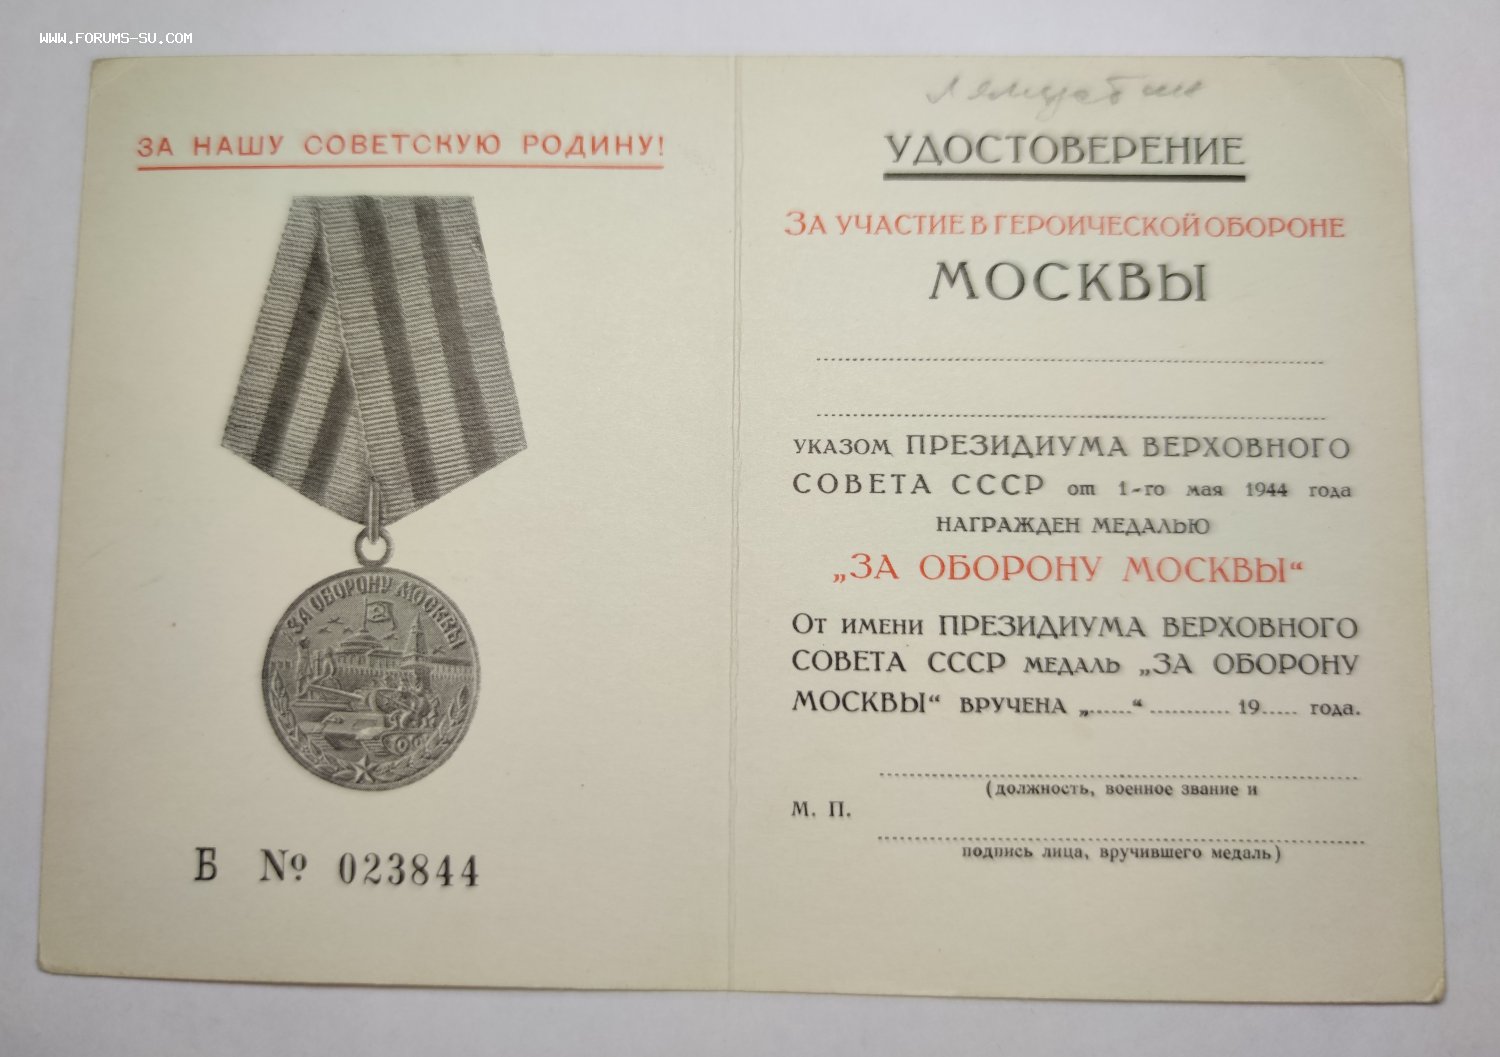 WWW.FORUMS-SU.COM
ЗА НАШУ СОВЕТСКУЮ РОДИНУ!
ЗА ОБОРОНУ МОСКВЫ
Б № 023844
УДОСТОВЕРЕНИЕ
ЗА УЧАСТИЕ В ГЕРОИЧЕСКОЙ ОБОРОНЕ
МОСКВЫ
УКАЗОМ ПРЕЗИДИУМА ВЕРХОВНОГО
СОВЕТА СССР от 1-го мая 1944 года
НАГРАЖДЕН МЕДАЛЬЮ
„ЗА ОБОРОНУ МОСКВЫ“
От имени ПРЕЗИДИУМА ВЕРХОВНОГО
СОВЕТА СССР МЕДАЛЬ „ЗА ОБОРОНУ
МОСКВЫ“ ВРУЧЕНА „......“ ........... 19..... года.
(должность, военное звание и
М. П.
подпись лица, вручившего медаль)